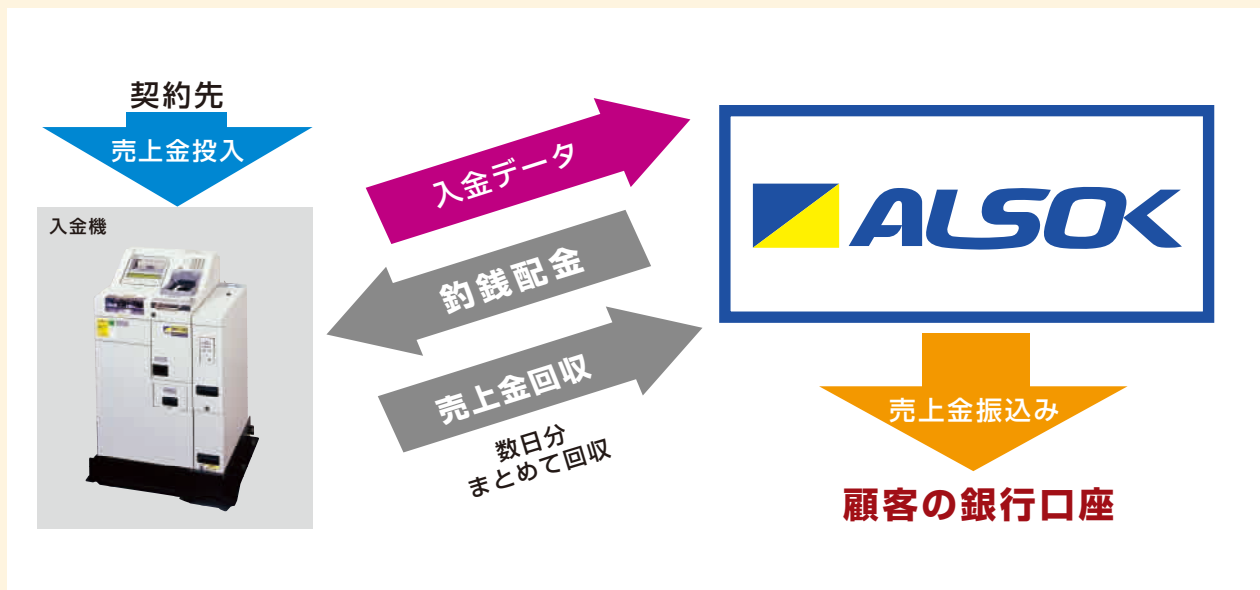 契約先
売上金投入
入金機
入金データ
釣銭配金
売上金回収
数日分
まとめて回収
ALSOK
売上金振込み
顧客の銀行口座